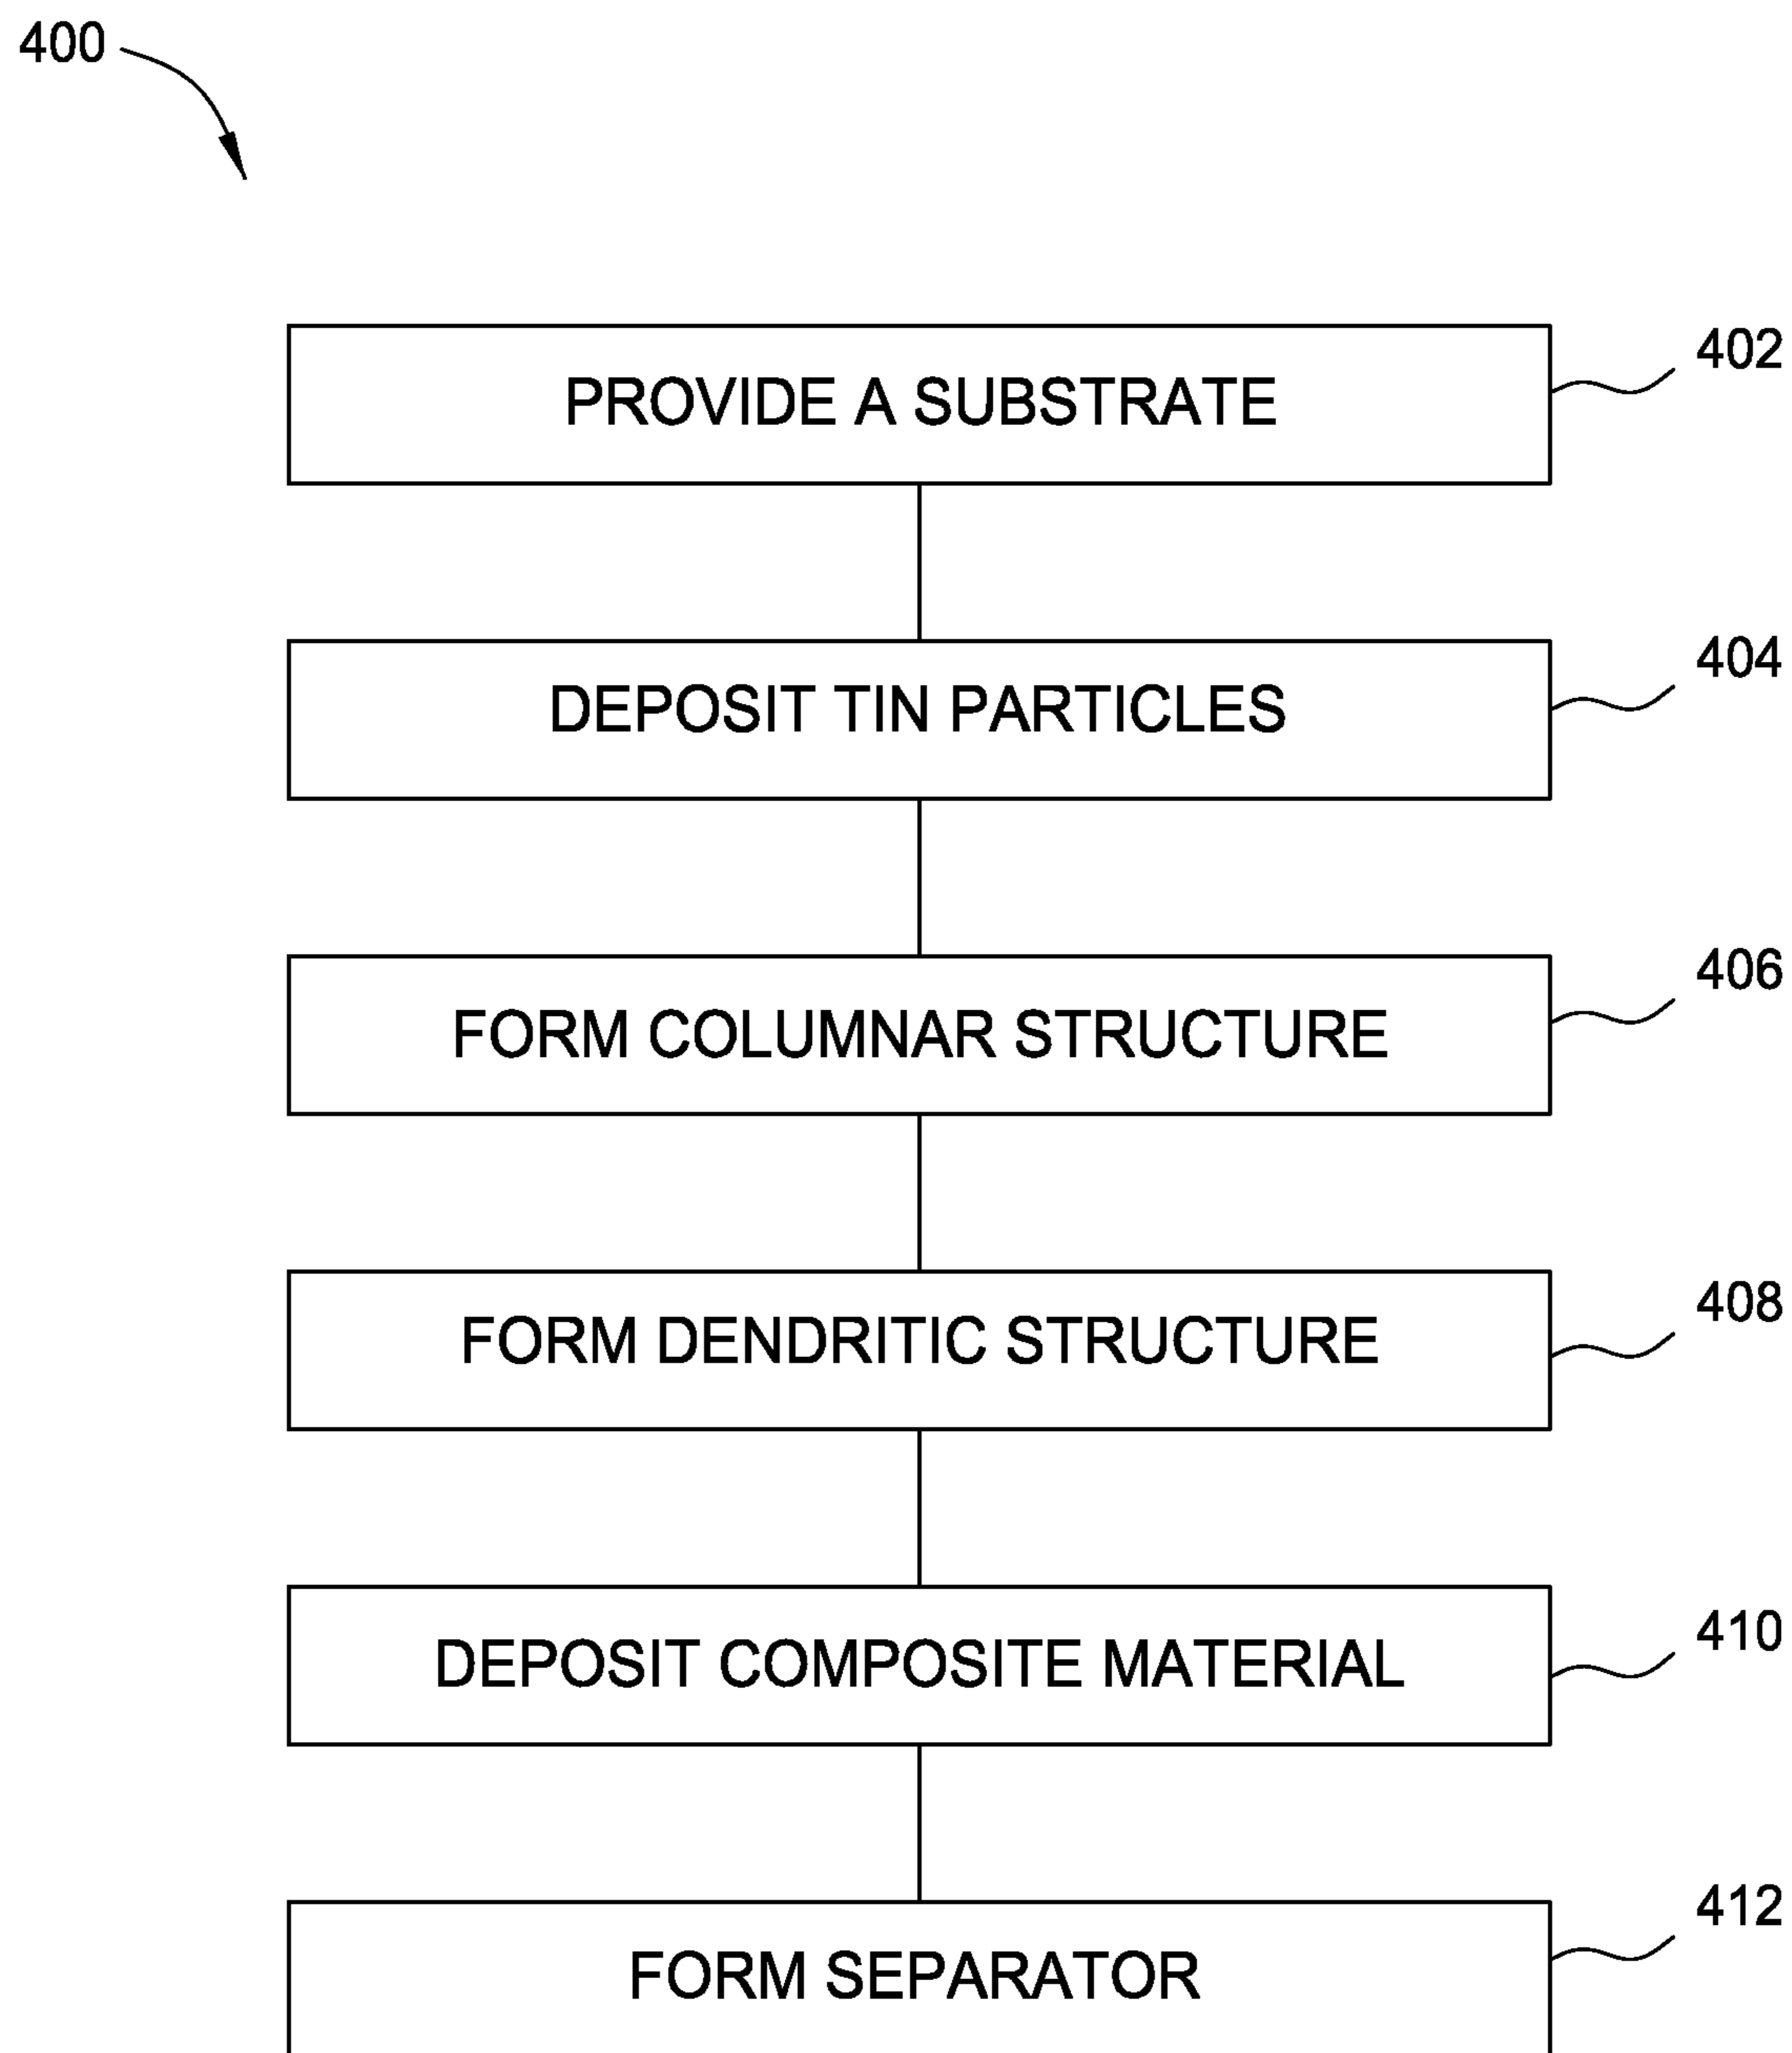 400
PROVIDE A SUBSTRATE
402
DEPOSIT TIN PARTICLES
404
FORM COLUMNAR STRUCTURE
406
FORM DENDRITIC STRUCTURE
408
DEPOSIT COMPOSITE MATERIAL
410
FORM SEPARATOR
412